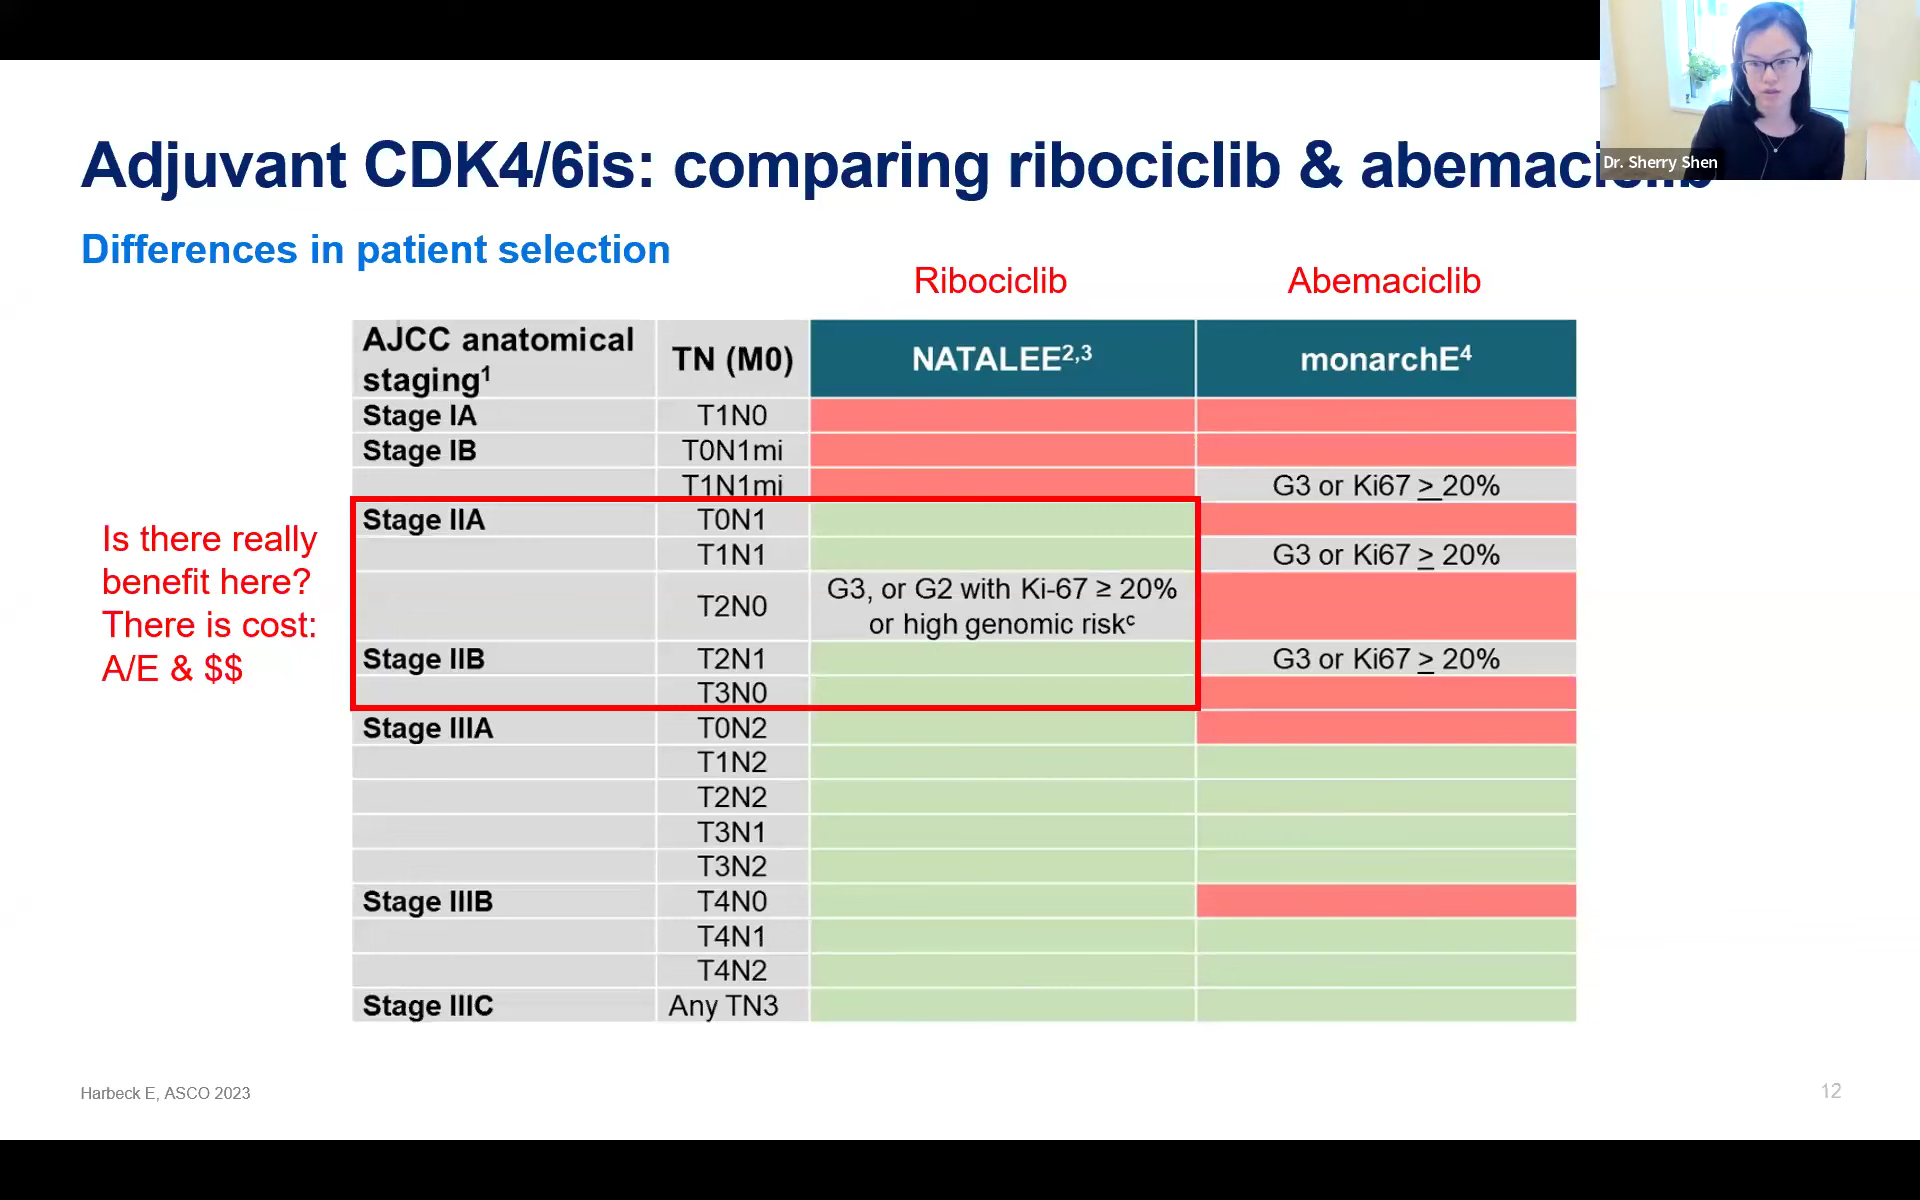 Dr. Sherry Shen
Adjuvant CDK4/6is: comparing ribociclib & abemaciclib
Differences in patient selection
Ribociclib Abemaciclib
AJCC anatomical staging¹ TN (M0) NATALEE²,³ monarchE⁴
Stage IA T1N0
Stage IB T0N1mi
T1N1mi G3 or Ki67 ≥ 20%
Stage IIA T0N1
T1N1 G3 or Ki67 ≥ 20%
T2N0 G3, or G2 with Ki-67 ≥ 20%
or high genomic riskᶜ
Stage IIB T2N1 G3 or Ki67 ≥ 20%
T3N0
Stage IIIA T0N2
T1N2
T2N2
T3N1
T3N2
Stage IIIB T4N0
T4N1
T4N2
Stage IIIC Any TN3
Is there really
benefit here?
There is cost:
A/E & $$
Harbeck E, ASCO 2023
12